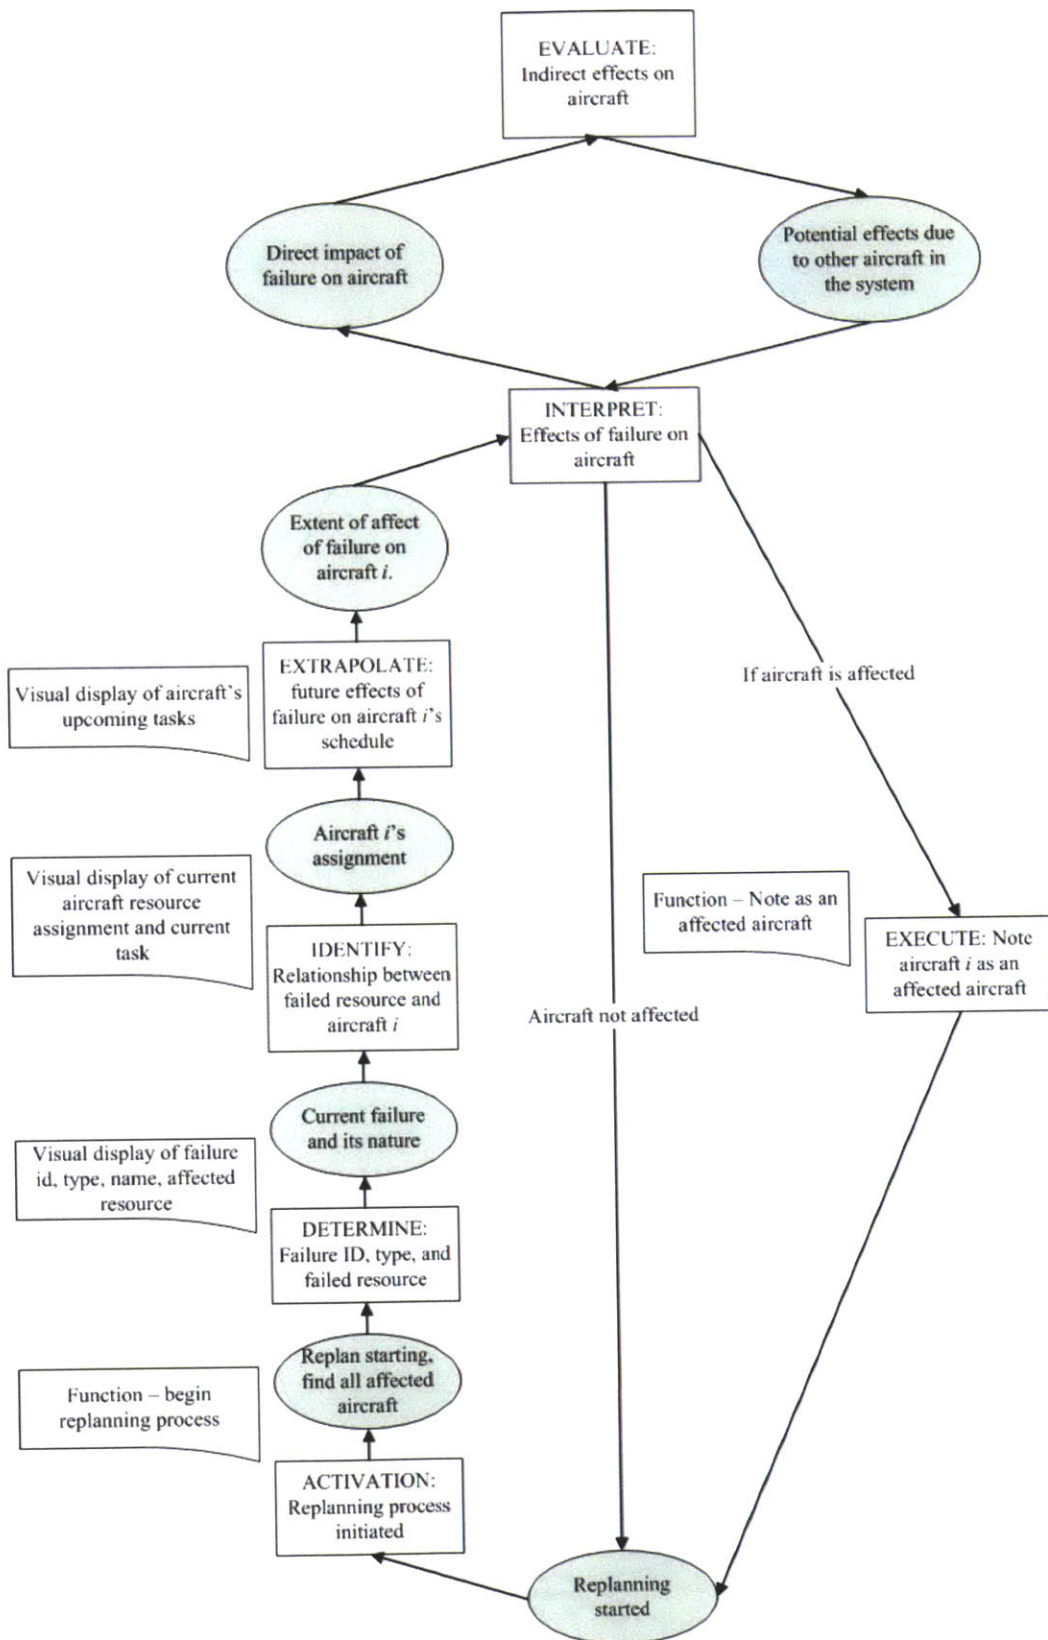 EVALUATE:
Indirect effects on
aircraft
Direct impact of
failure on aircraft
Potential effects due
to other aircraft in
the system
INTERPRET:
Effects of failure on
aircraft
Extent of affect
of failure on
aircraft i.
Visual display of aircraft's
upcoming tasks
EXTRAPOLATE:
future effects of
failure on aircraft i's
schedule
If aircraft is affected
Aircraft i's
assignment
Visual display of current
aircraft resource
assignment and current
task
IDENTIFY:
Relationship between
failed resource and
aircraft i
Function – Note as an
affected aircraft
EXECUTE: Note
aircraft i as an
affected aircraft
Aircraft not affected
Current failure
and its nature
Visual display of failure
id, type, name, affected
resource
DETERMINE:
Failure ID, type, and
failed resource
Replan starting,
find all affected
aircraft
Function – begin
replanning process
ACTIVATION:
Replanning process
initiated
Replanning
started